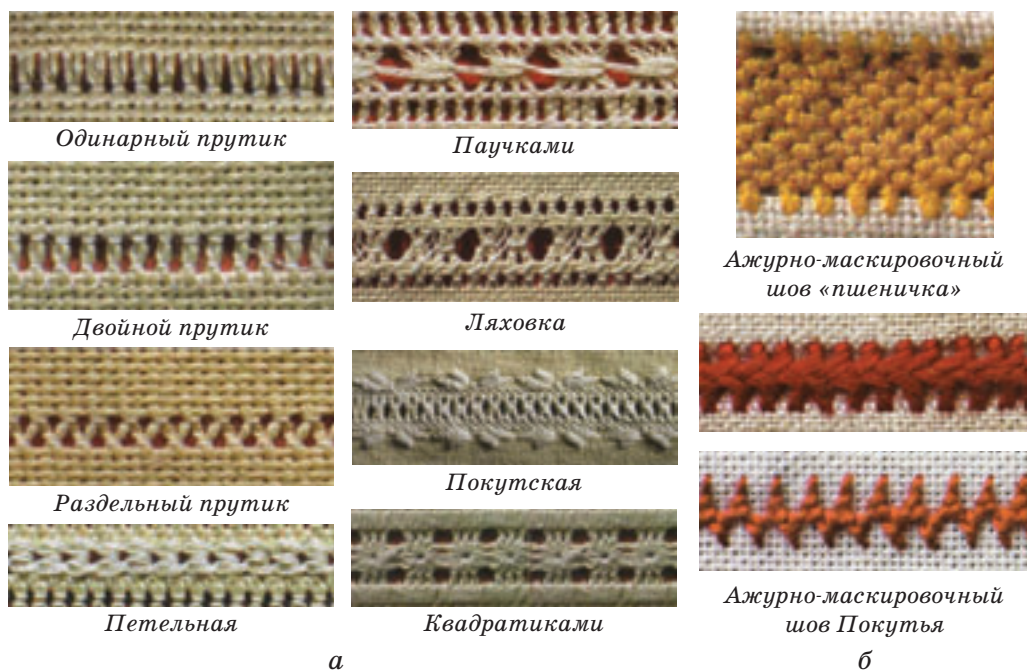 Одинарный прутик
Двойной прутик
Раздельный прутик
Петельная
Паучками
Ляховка
Покутская
Квадратиками
а
Ажурно-маскировочный
шов «пшеничка»
Ажурно-маскировочный
шов Покутья
б